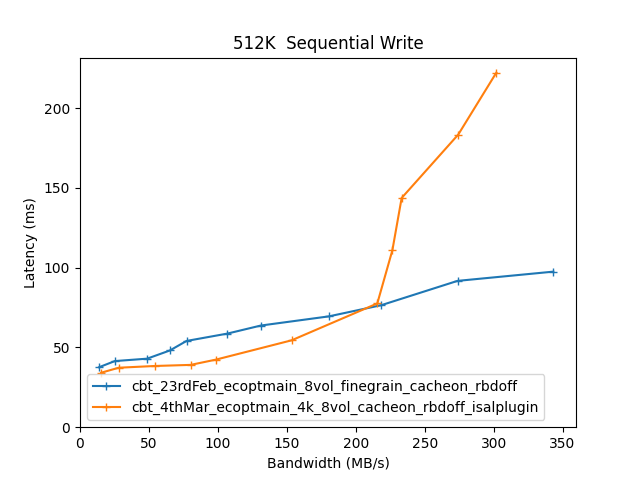 512K  Sequential Write
Latency (ms)
200
150
100
50
0
cbt_23rdFeb_ecoptmain_8vol_finegrain_cacheon_rbdoff
cbt_4thMar_ecoptmain_4k_8vol_cacheon_rbdoff_isalplugin
0 50 100 150 200 250 300 350
Bandwidth (MB/s)